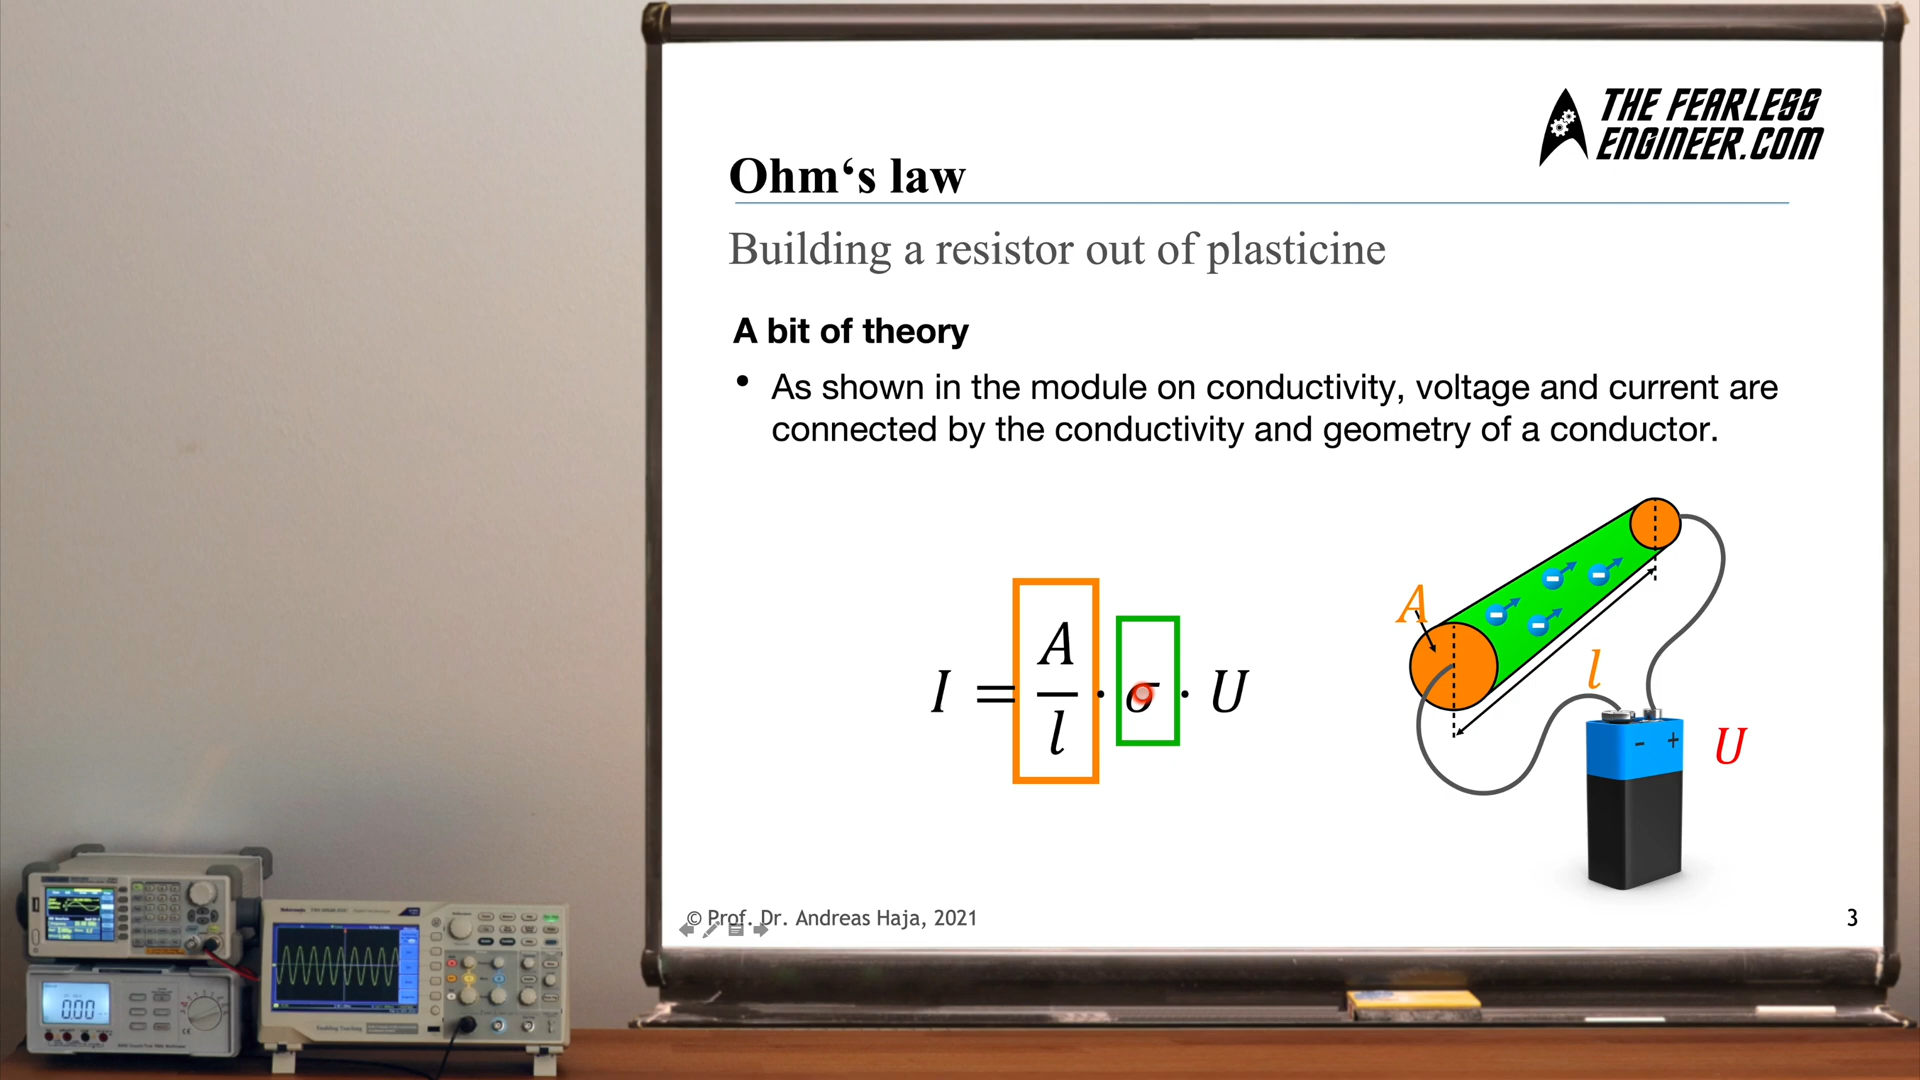 THE FEARLESS
ENGINEER.COM
Ohm‘s law
Building a resistor out of plasticine
A bit of theory
• As shown in the module on conductivity, voltage and current are
connected by the conductivity and geometry of a conductor.
I = A/l · σ · U
A
l
- +
U
© Prof. Dr. Andreas Haja, 2021
3
Tektronix
0.00